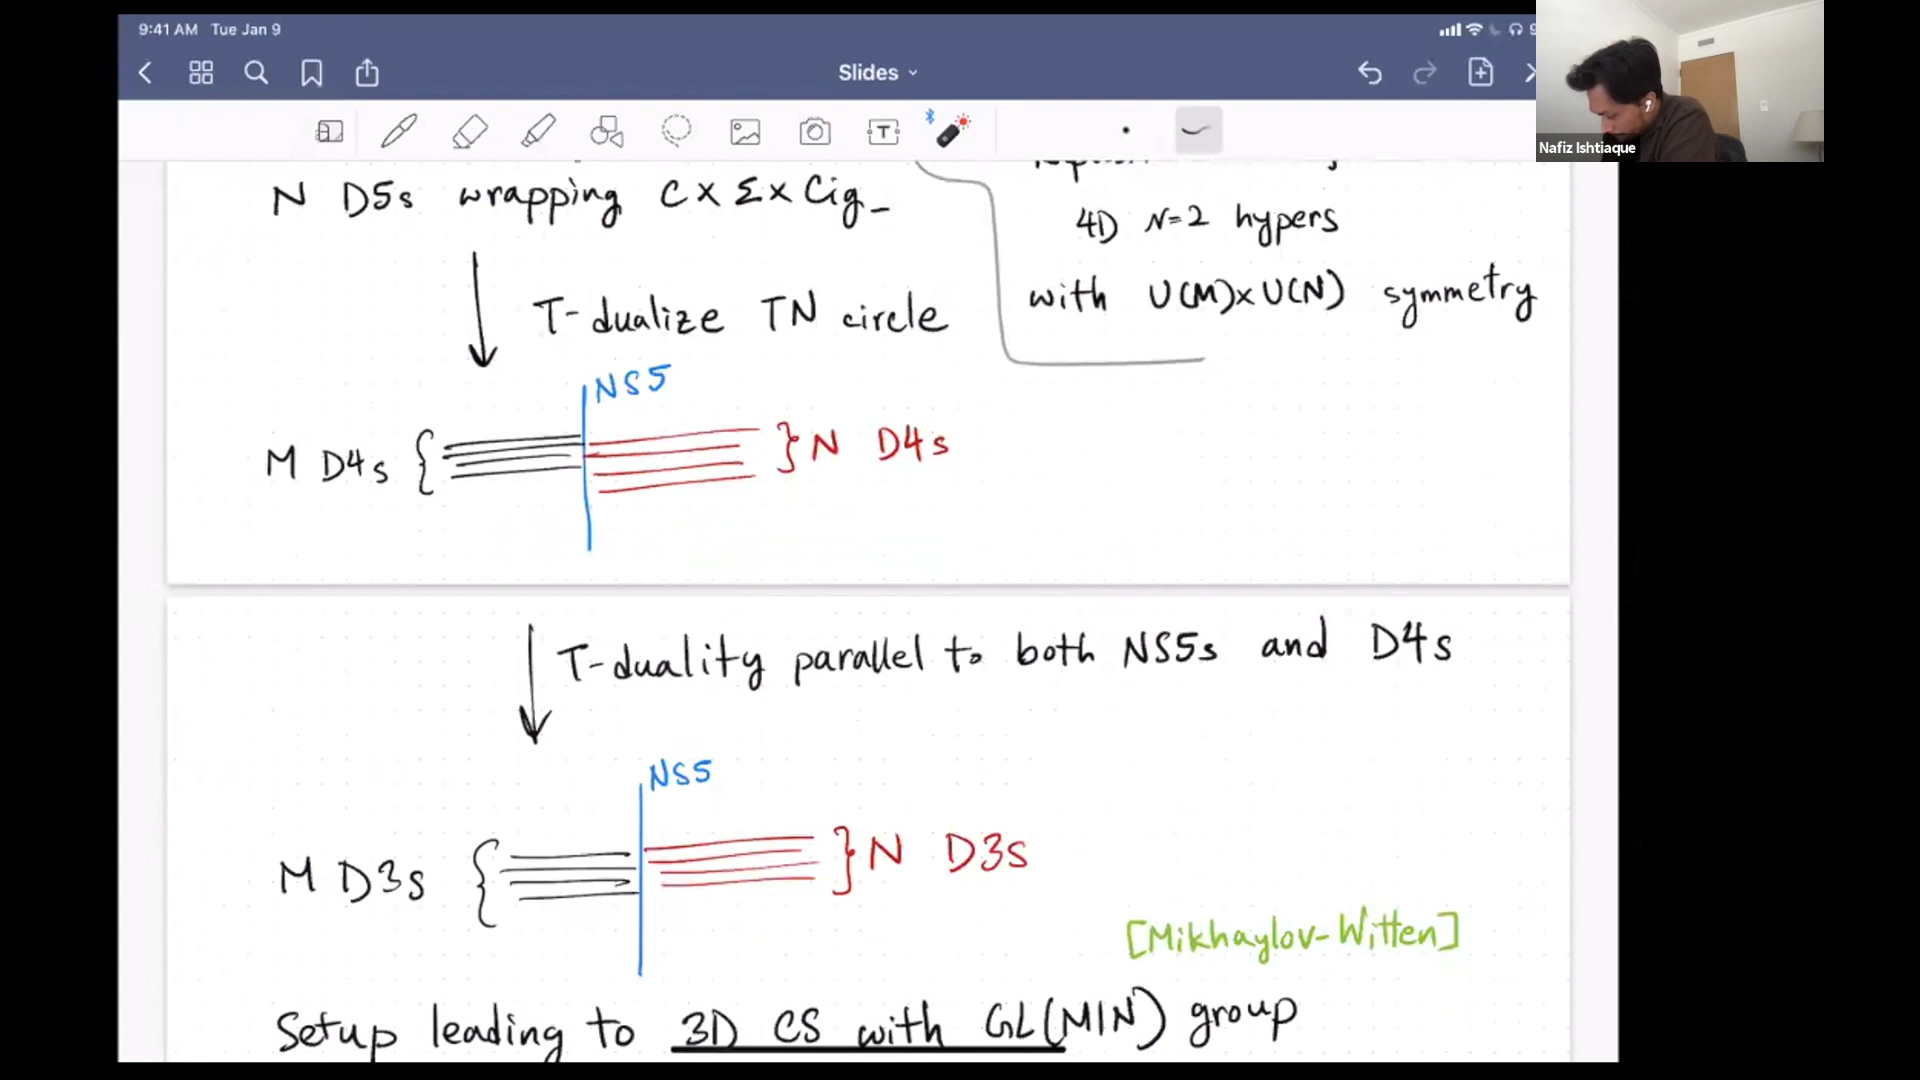 9:41 AM Tue Jan 9
Slides
Nafiz Ishtiaque
N D5s wrapping C × Σ × Cig_
4D N=2 hypers
with U(M)×U(N) symmetry
T-dualize TN circle
NS5
M D4s { } N D4s
T-duality parallel to both NS5s and D4s
NS5
M D3s { } N D3s
[Mikhaylov-Witten]
Setup leading to 3D CS with GL(M|N) group